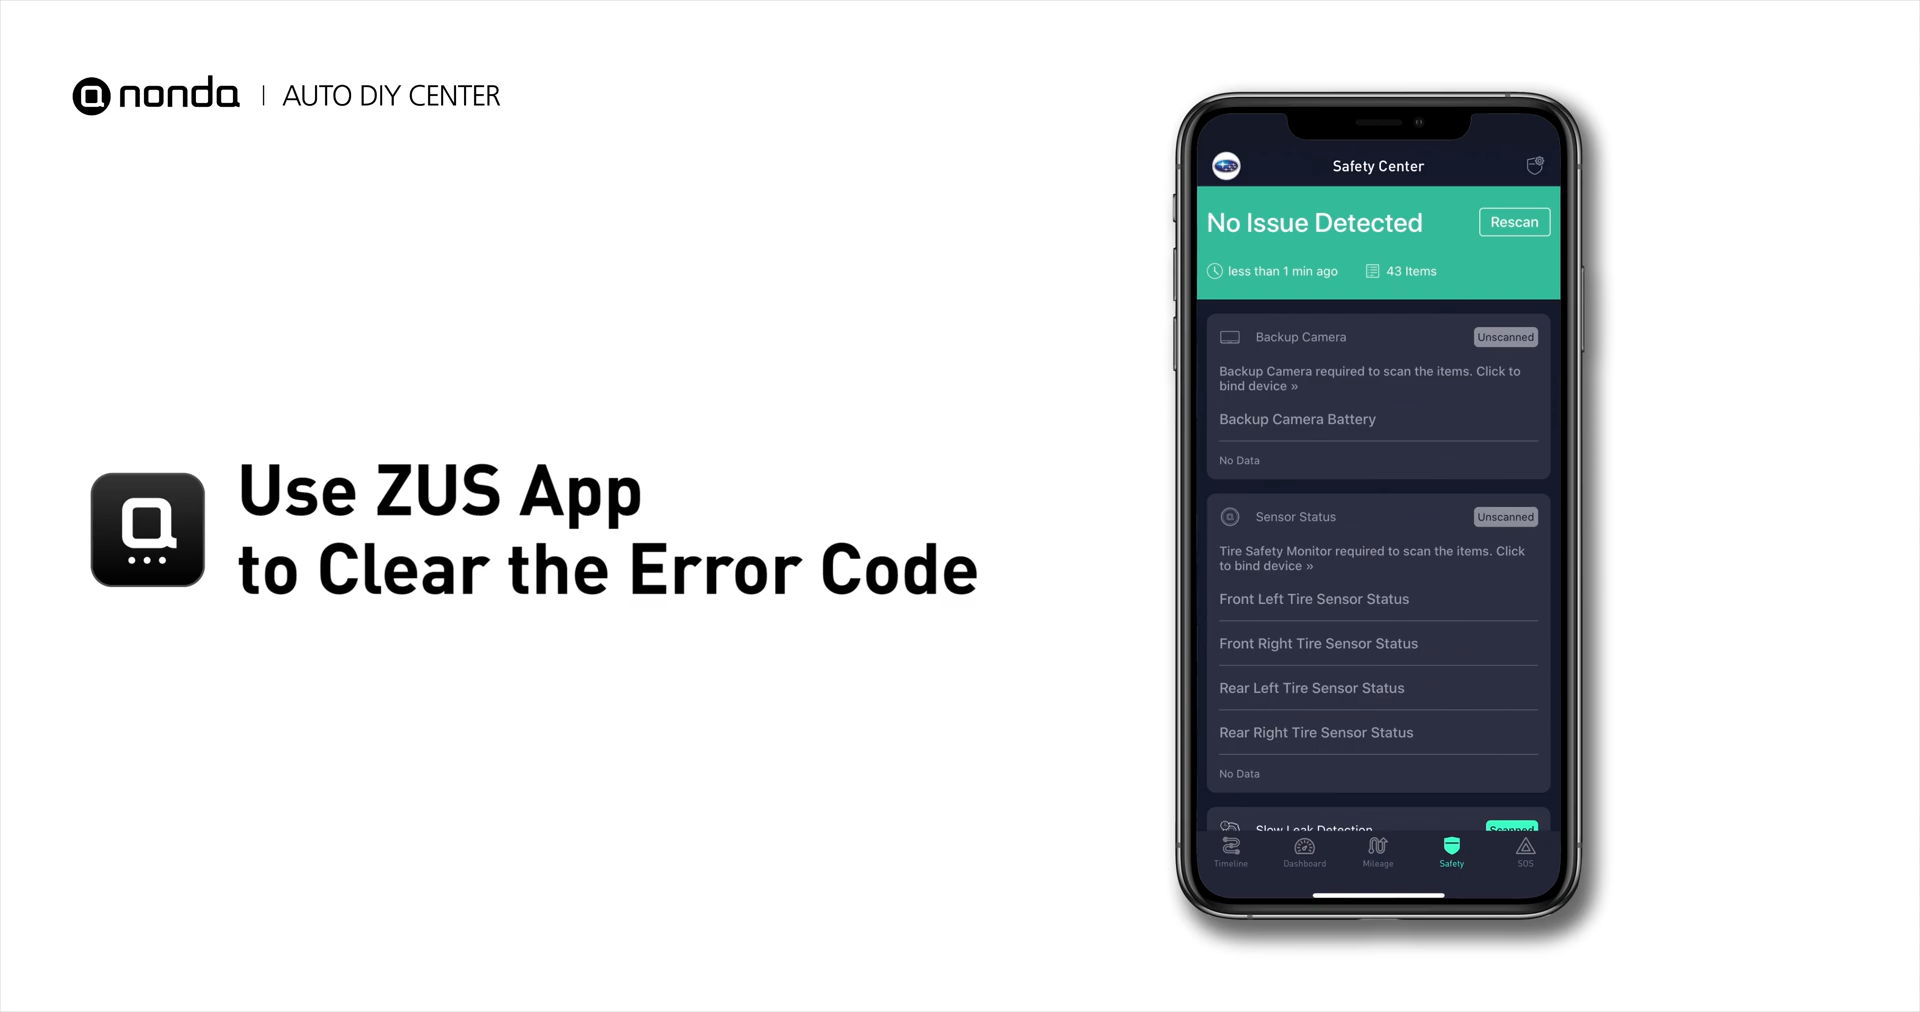 nonda | AUTO DIY CENTER
Use ZUS App
to Clear the Error Code
Safety Center
No Issue Detected
Rescan
less than 1 min ago
43 Items
Backup Camera
Unscanned
Backup Camera required to scan the items. Click to
bind device »
Backup Camera Battery
No Data
Sensor Status
Unscanned
Tire Safety Monitor required to scan the items. Click
to bind device »
Front Left Tire Sensor Status
Front Right Tire Sensor Status
Rear Left Tire Sensor Status
Rear Right Tire Sensor Status
No Data
Slow Leak Detection
Scanned
Timeline
Dashboard
Mileage
Safety
SOS